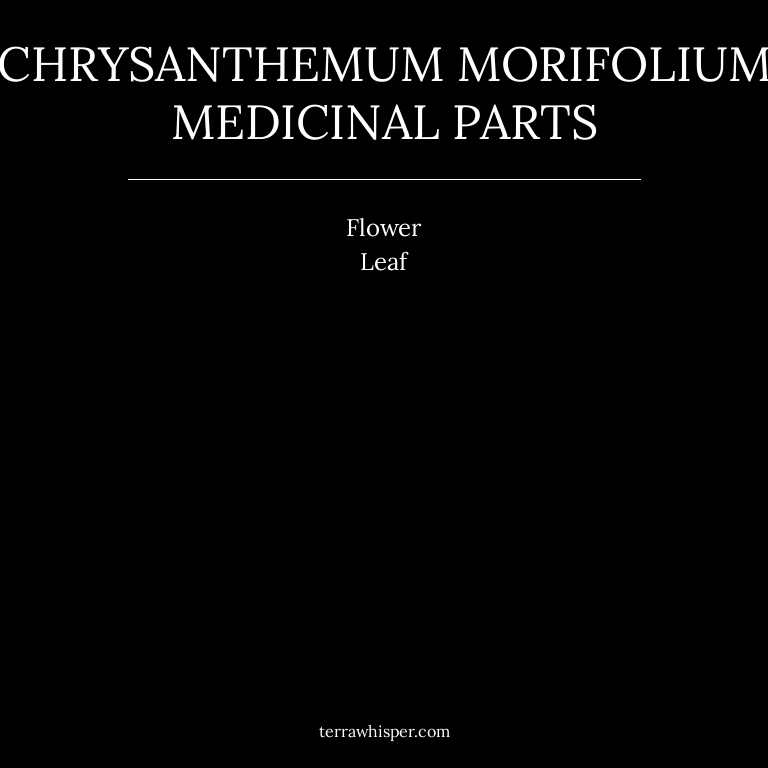 CHRYSANTHEMUM MORIFOLIUM
MEDICINAL PARTS
Flower
Leaf
terrawhisper.com